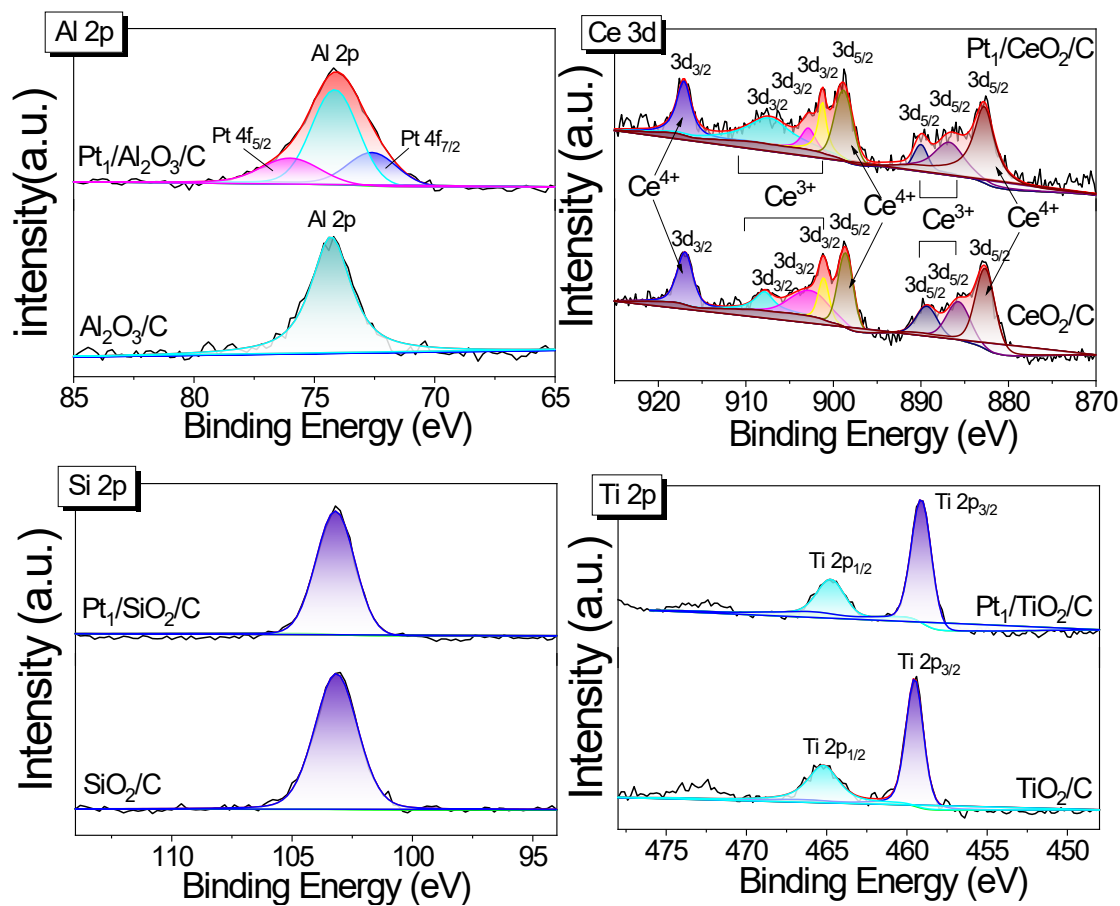 Al 2p
Al 2p
Pt 4f5/2
Pt 4f7/2
Pt1/Al2O3/C
Al 2p
Al2O3/C
intensity(a.u.)
85 80 75 70 65
Binding Energy (eV)
Ce 3d
Pt1/CeO2/C
3d3/2
3d3/2
3d3/2
3d3/2
3d5/2
3d5/2
3d5/2
3d5/2
Ce4+
Ce3+
Ce4+
Ce3+
Ce4+
3d3/2
3d3/2
3d3/2
3d3/2
3d5/2
3d5/2
3d5/2
3d5/2
CeO2/C
Intensity (a.u.)
920 910 900 890 880 870
Binding Energy (eV)
Si 2p
Pt1/SiO2/C
SiO2/C
Intensity (a.u.)
110 105 100 95
Binding Energy (eV)
Ti 2p
Ti 2p3/2
Ti 2p1/2
Pt1/TiO2/C
Ti 2p3/2
Ti 2p1/2
TiO2/C
Intensity (a.u.)
475 470 465 460 455 450
Binding Energy (eV)